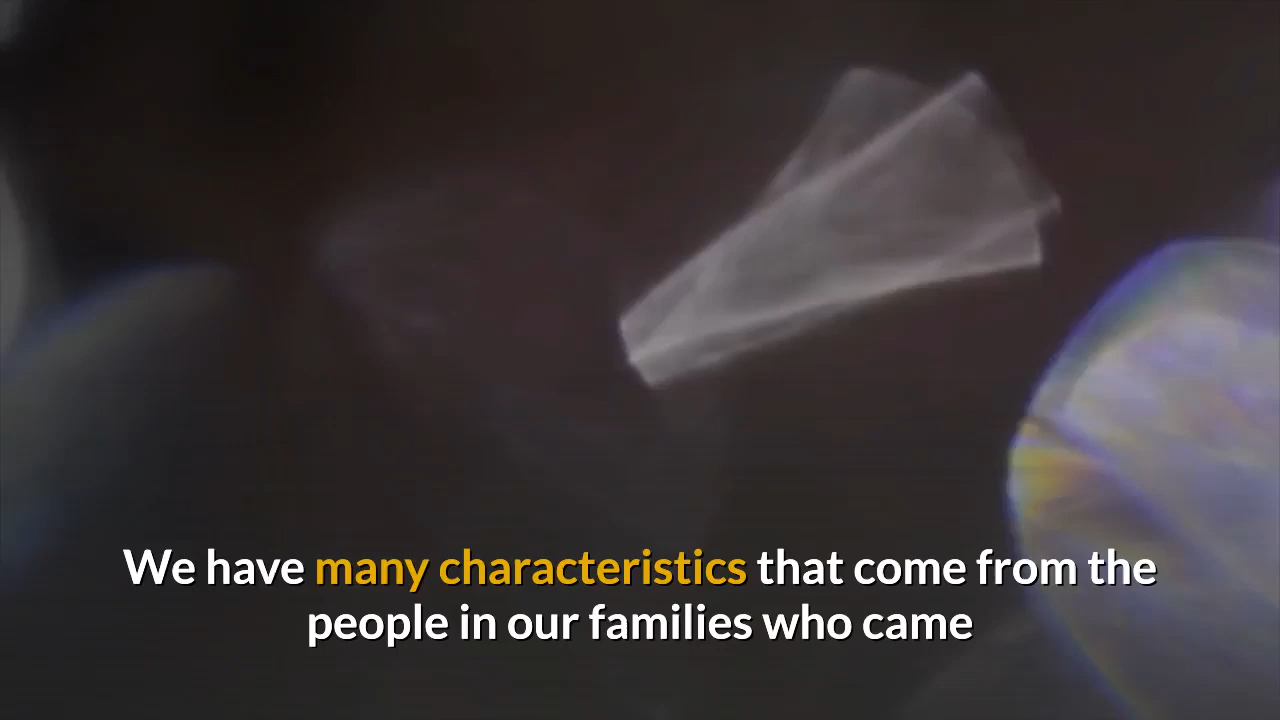 We have many characteristics that come from the
people in our families who came